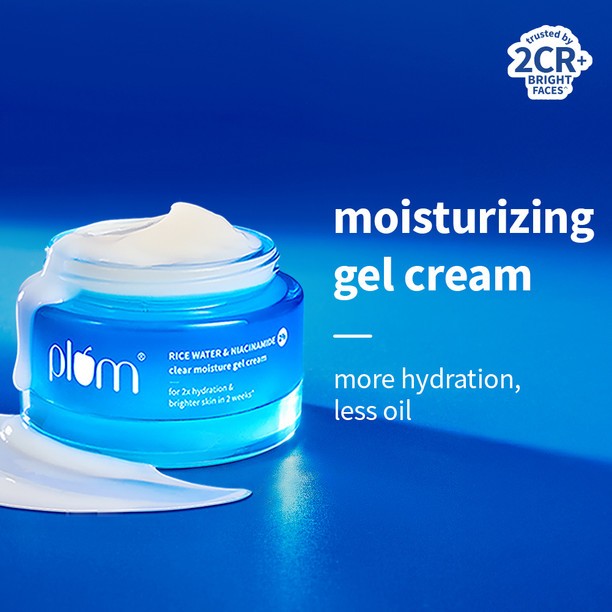 trusted by
2CR+
BRIGHT
FACES^
moisturizing
gel cream
more hydration,
less oil
plum®
RICE WATER & NIACINAMIDE
clear moisture gel cream
for 2x hydration &
brighter skin in 2 weeks*